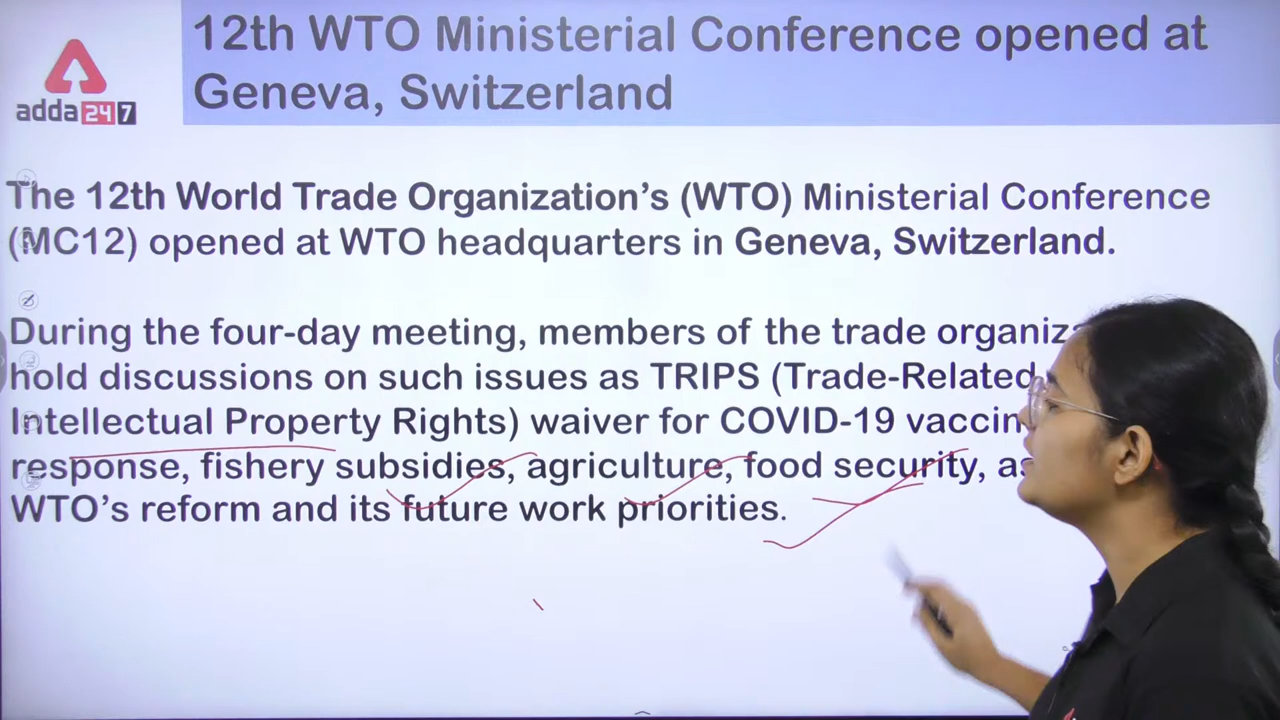 12th WTO Ministerial Conference opened at
Geneva, Switzerland
adda247
The 12th World Trade Organization's (WTO) Ministerial Conference
(MC12) opened at WTO headquarters in Geneva, Switzerland.
During the four-day meeting, members of the trade
hold discussions on such issues as TRIPS (Trade-Related
Intellectual Property Rights) waiver for COVID-19
response, fishery subsidies, agriculture, food security,
WTO's reform and its future work priorities.